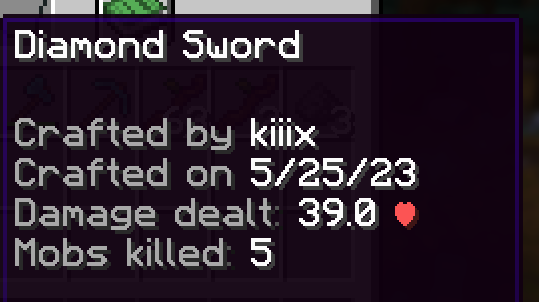 Diamond Sword
Crafted by kiiix
Crafted on 5/25/23
Damage dealt: 39.0
Mobs killed: 5